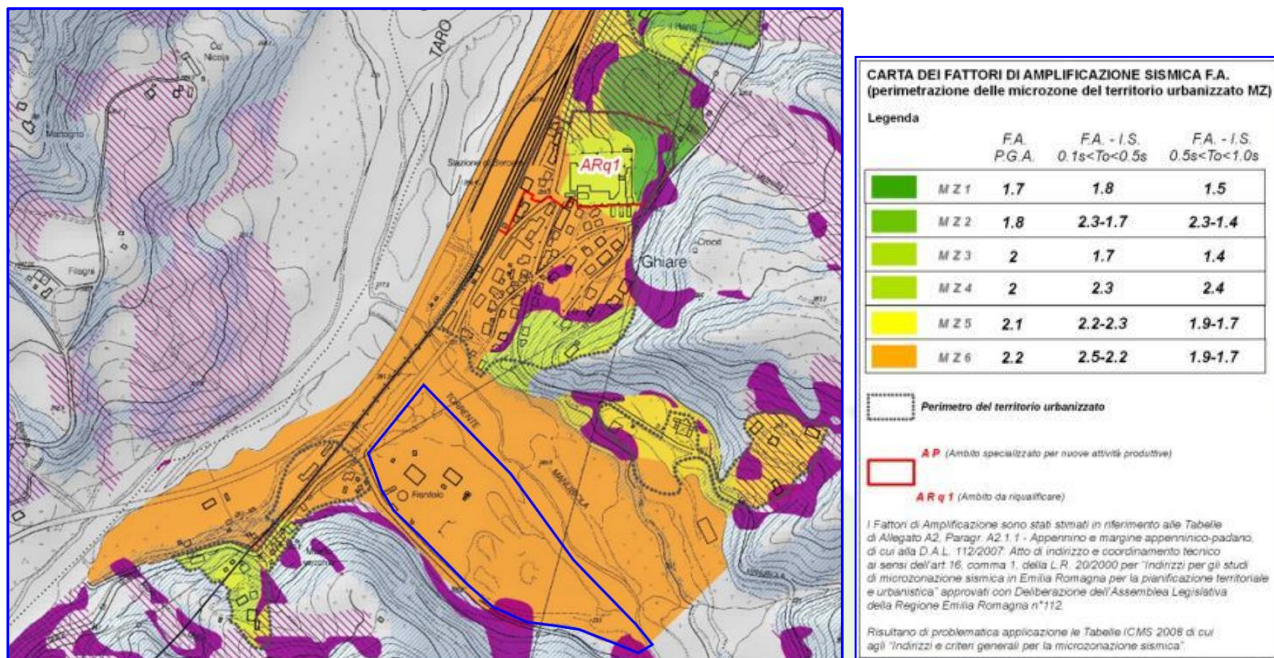 Ca'
Nicola
TARO
Filagni
Stazione di Berceto
ARq1
Croodi
Ghiare
TORRENTE
MANUBIOLA
CARTA DEI FATTORI DI AMPLIFICAZIONE SISMICA F.A.
(perimetrazione delle microzone del territorio urbanizzato MZ)
Legenda
F.A. F.A. - I.S. F.A. - I.S.
P.G.A. 0.1s<To<0.5s 0.5s<To<1.0s
M Z 1 1.7 1.8 1.5
M Z 2 1.8 2.3-1.7 2.3-1.4
M Z 3 2 1.7 1.4
M Z 4 2 2.3 2.4
M Z 5 2.1 2.2-2.3 1.9-1.7
M Z 6 2.2 2.5-2.2 1.9-1.7
Perimetro del territorio urbanizzato
A P (Ambito specializzato per nuove attività produttive)
A R q 1 (Ambito da riqualificare)
I Fattori di Amplificazione sono stati stimati in riferimento alle Tabelle
di Allegato A2, Paragr. A2.1.1 - Appennino e margine appenninico-padano,
di cui alla D.A.L. 112/2007: Atto di indirizzo e coordinamento tecnico
ai sensi dell'art.16, comma 1, della L.R. 20/2000 per "Indirizzi per gli studi
di microzonazione sismica in Emilia Romagna per la pianificazione territoriale
e urbanistica" approvati con Deliberazione dell'Assemblea Legislativa
della Regione Emilia Romagna n°112.
Risultano di problematica applicazione le Tabelle ICMS 2008 di cui
agli "Indirizzi e criteri generali per la microzonazione sismica".